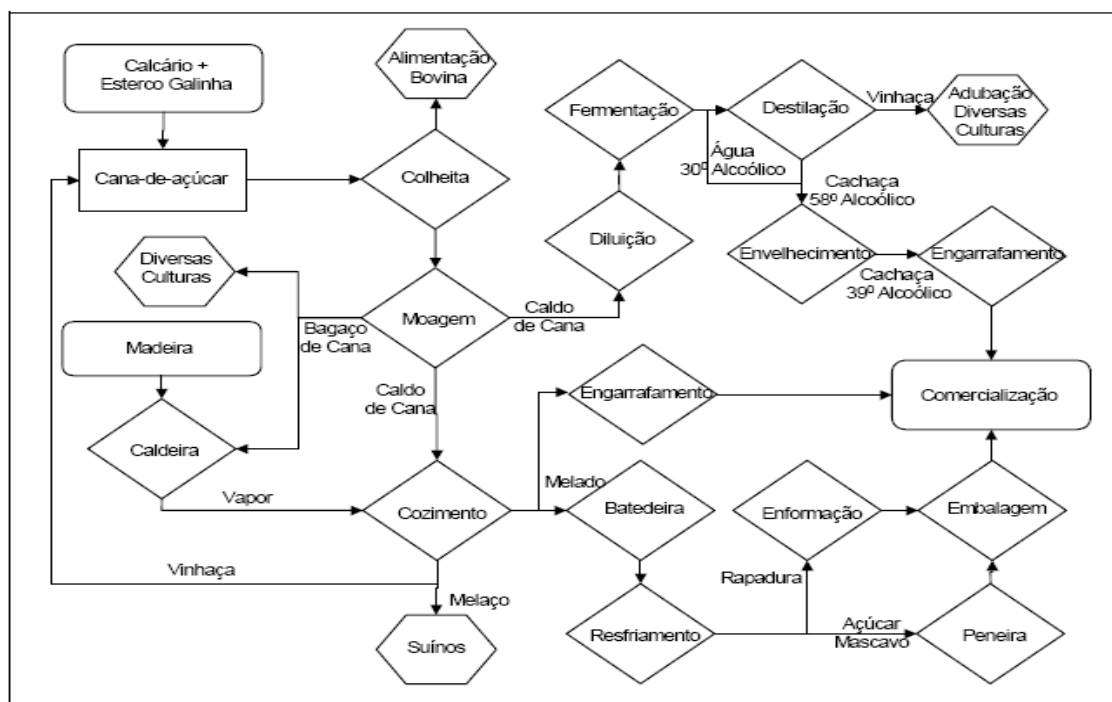 Calcário +
Esterco Galinha
Alimentação
Bovina
Cana-de-açúcar
Colheita
Fermentação
Destilação
Vinhaça
Adubação
Diversas
Culturas
Água
30º Alcoólico
Cachaça
58º Alcoólico
Diluição
Envelhecimento
Cachaça
39º Alcoólico
Engarrafamento
Diversas
Culturas
Moagem
Bagaço
de Cana
Caldo
de Cana
Madeira
Caldo
de Cana
Engarrafamento
Comercialização
Caldeira
Vapor
Cozimento
Melado
Batedeira
Enformação
Embalagem
Vinhaça
Melaço
Suínos
Resfriamento
Rapadura
Açúcar
Mascavo
Peneira